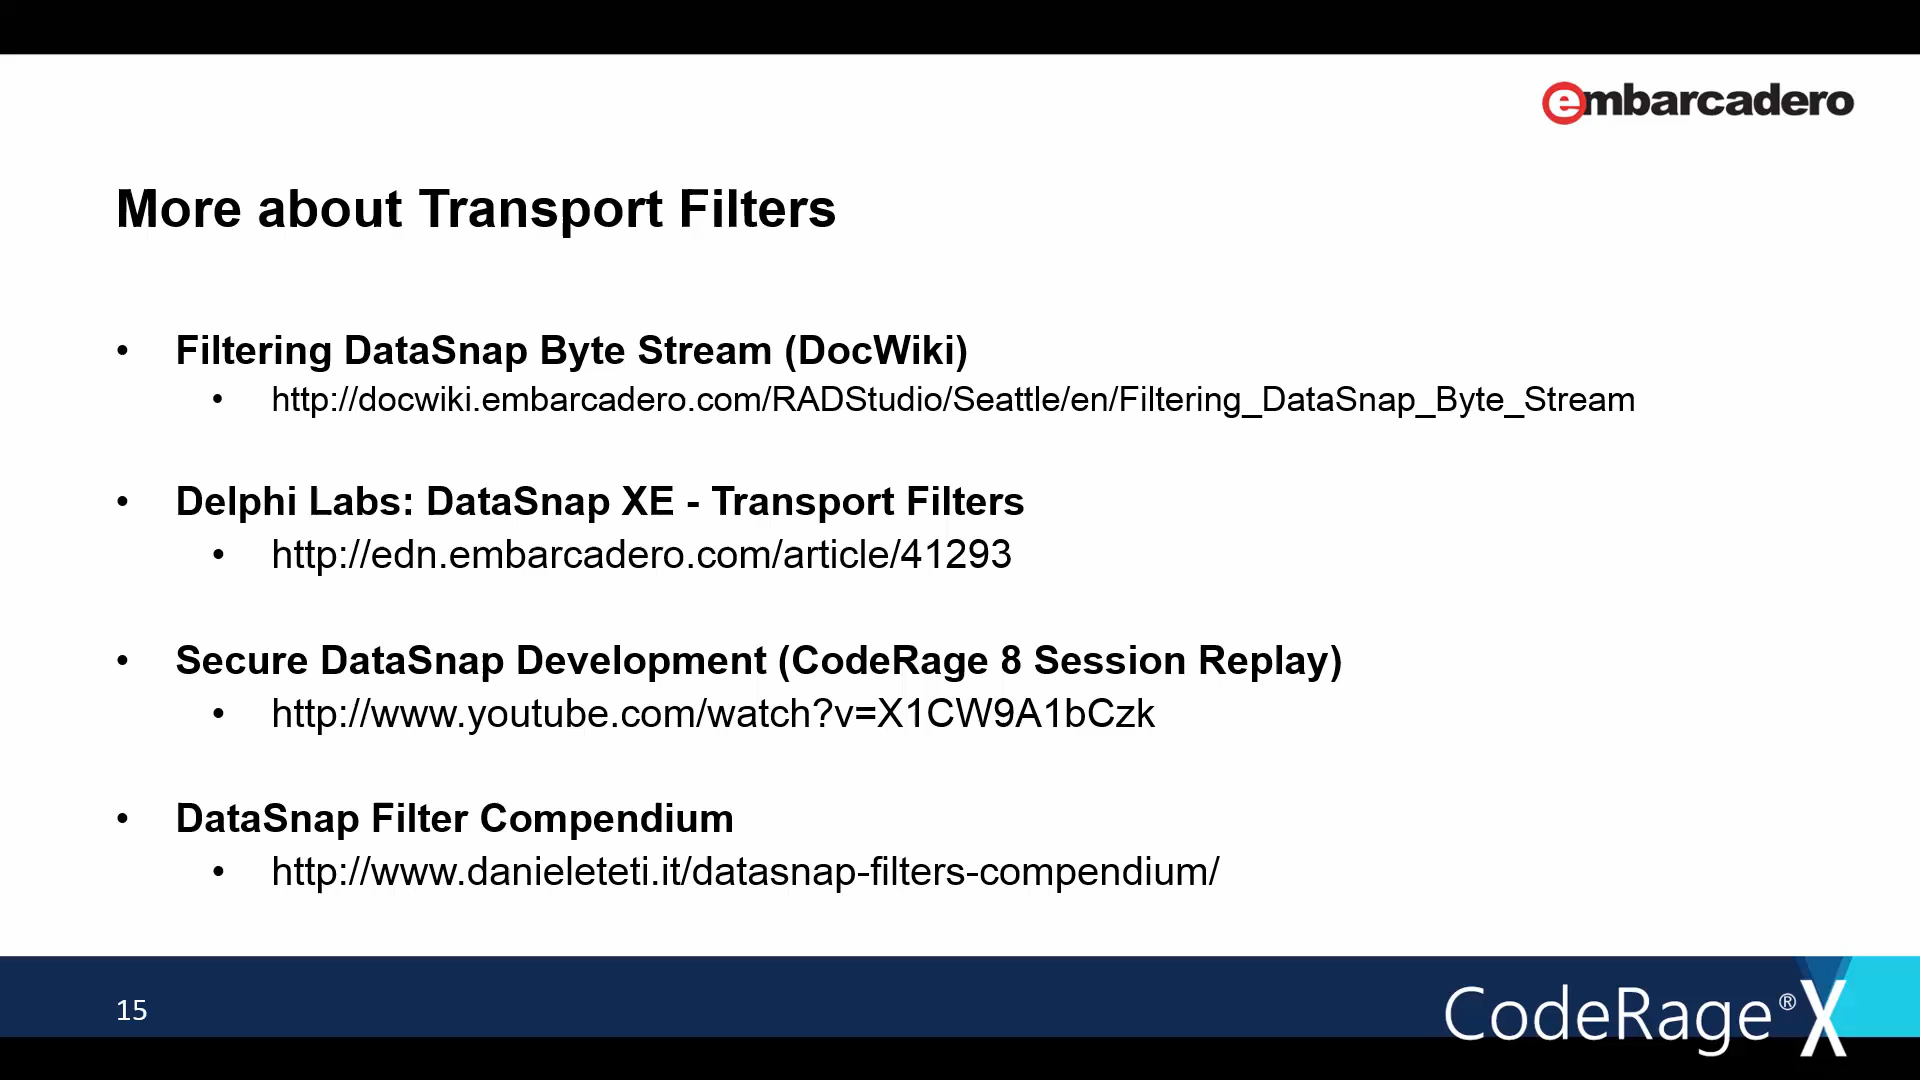 embarcadero
More about Transport Filters
• Filtering DataSnap Byte Stream (DocWiki)
• http://docwiki.embarcadero.com/RADStudio/Seattle/en/Filtering_DataSnap_Byte_Stream
• Delphi Labs: DataSnap XE - Transport Filters
• http://edn.embarcadero.com/article/41293
• Secure DataSnap Development (CodeRage 8 Session Replay)
• http://www.youtube.com/watch?v=X1CW9A1bCzk
• DataSnap Filter Compendium
• http://www.danieleteti.it/datasnap-filters-compendium/
15
CodeRage® X